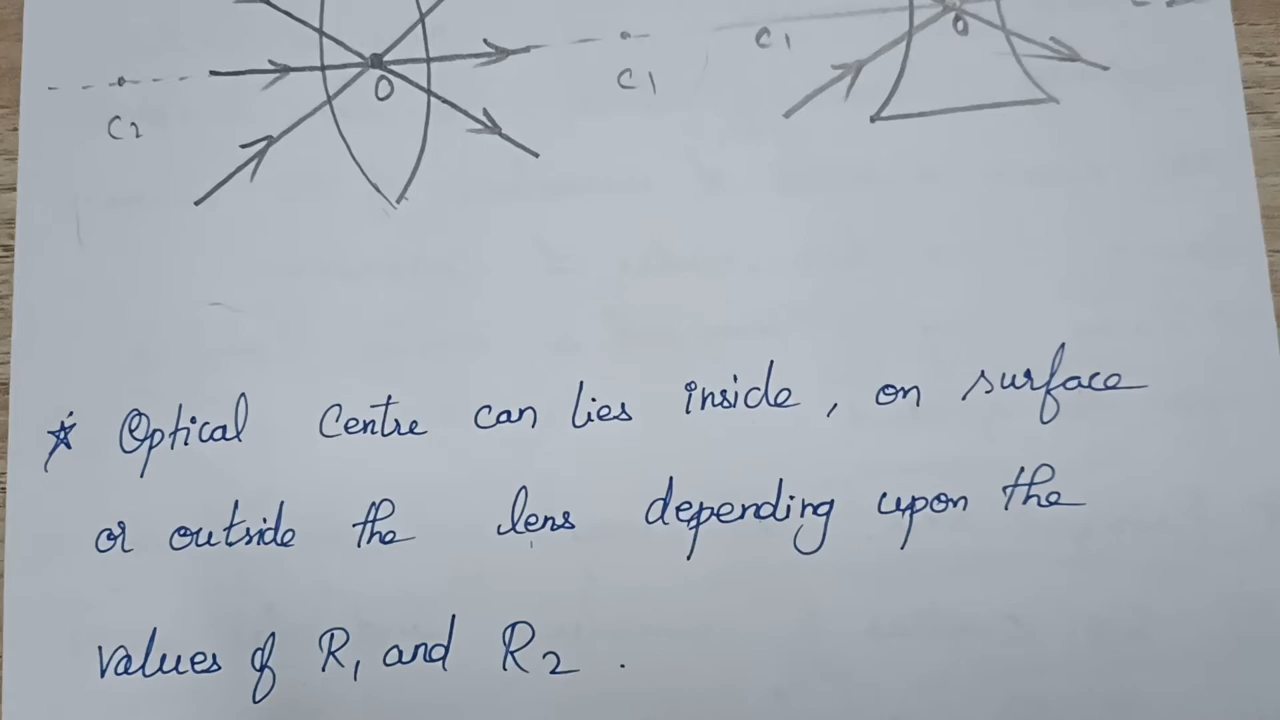 C1
O
O
C1
C2
☆ Optical Centre can lies inside, on surface
or outside the lens depending upon the
values of R1 and R2.